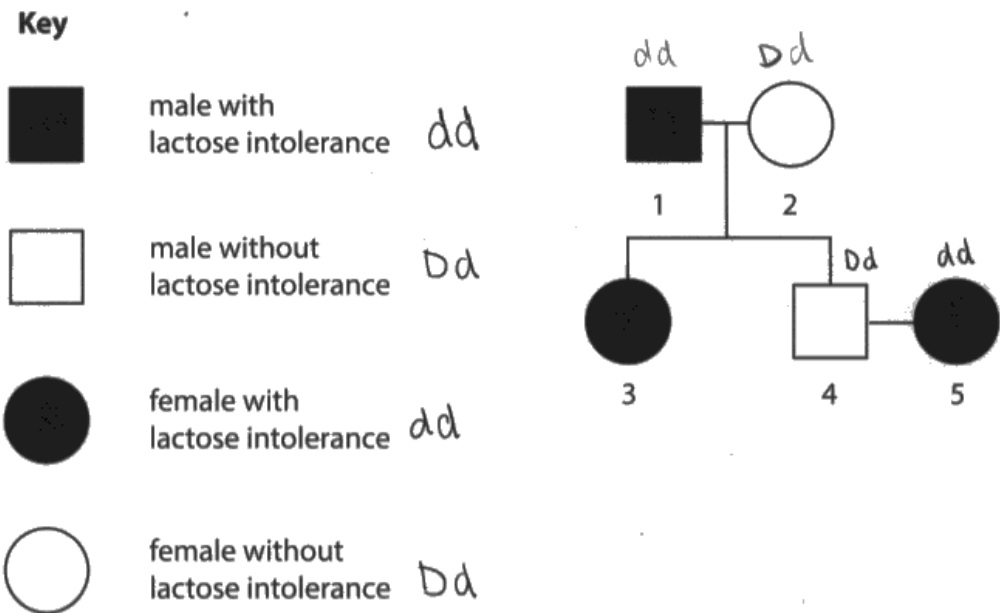 Key
male with
lactose intolerance dd
male without
lactose intolerance Dd
female with
lactose intolerance dd
female without
lactose intolerance Dd
dd Dd
1 2
Dd dd
3 4 5